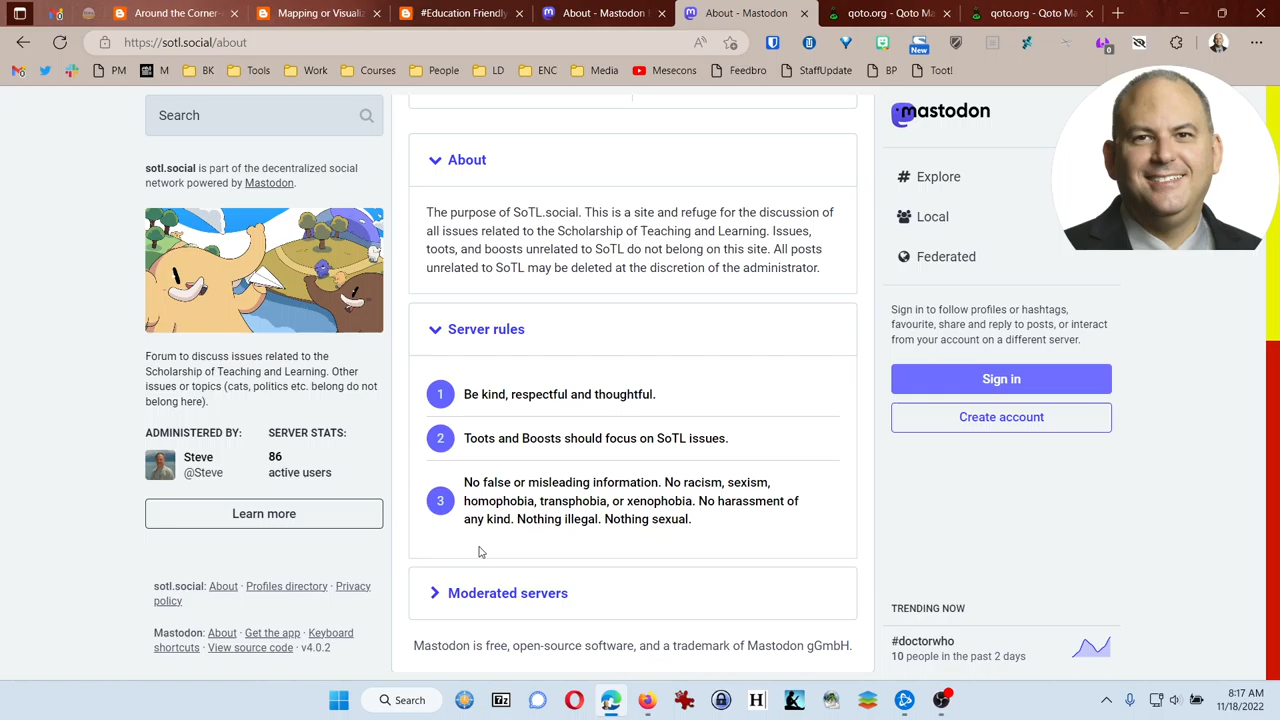 Around the Corner-
Mapping or Visualiz
#Education Friendly
About - Mastodon
About - Mastodon
qoto.org - Qoto Ma
qoto.org - Qoto Ma
https://sotl.social/about
New
0
PM
M
BK
Tools
Work
Courses
People
LD
ENC
Media
Mesecons
Feedbro
StaffUpdate
BP
Toot!
Search
sotl.social is part of the decentralized social
network powered by Mastodon.
Forum to discuss issues related to the
Scholarship of Teaching and Learning. Other
issues or topics (cats, politics etc. belong do not
belong here).
ADMINISTERED BY:
SERVER STATS:
Steve
@Steve
86
active users
Learn more
sotl.social: About · Profiles directory · Privacy
policy
Mastodon: About · Get the app · Keyboard
shortcuts · View source code · v4.0.2
About
The purpose of SoTL.social. This is a site and refuge for the discussion of
all issues related to the Scholarship of Teaching and Learning. Issues,
toots, and boosts unrelated to SoTL do not belong on this site. All posts
unrelated to SoTL may be deleted at the discretion of the administrator.
Server rules
1 Be kind, respectful and thoughtful.
2 Toots and Boosts should focus on SoTL issues.
3 No false or misleading information. No racism, sexism,
homophobia, transphobia, or xenophobia. No harassment of
any kind. Nothing illegal. Nothing sexual.
Moderated servers
Mastodon is free, open-source software, and a trademark of Mastodon gGmbH.
mastodon
# Explore
Local
Federated
Sign in to follow profiles or hashtags,
favourite, share and reply to posts, or interact
from your account on a different server.
Sign in
Create account
TRENDING NOW
#doctorwho
10 people in the past 2 days
Search
8:17 AM
11/18/2022